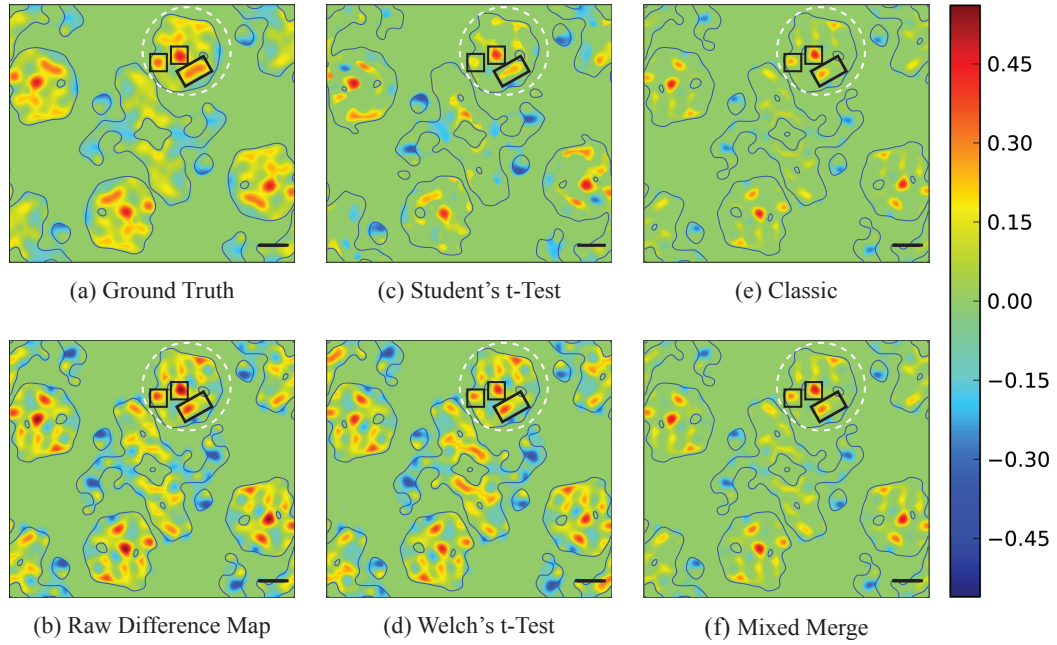 (a) Ground Truth
(c) Student's t-Test
(e) Classic
(b) Raw Difference Map
(d) Welch's t-Test
(f) Mixed Merge
0.45
0.30
0.15
0.00
−0.15
−0.30
−0.45